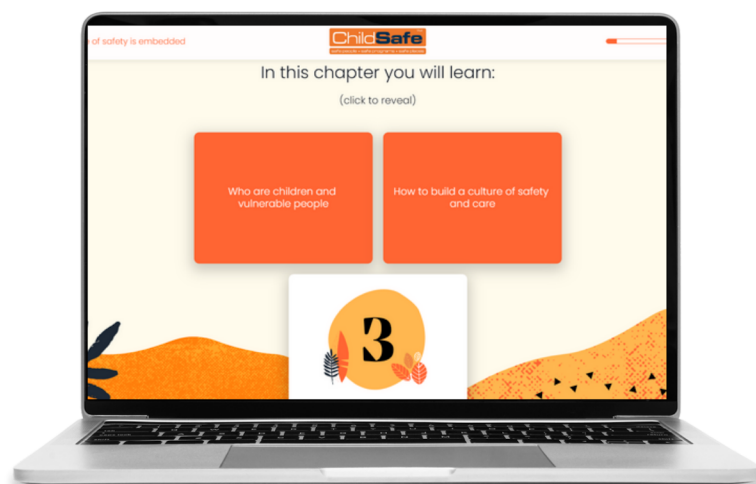 e of safety is embedded
ChildSafe
In this chapter you will learn:
(click to reveal)
Who are children and
vulnerable people
How to build a culture of safety
and care
3